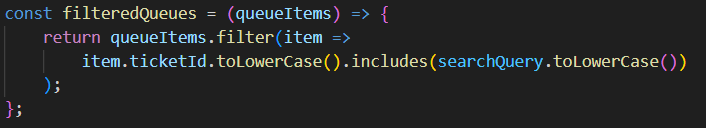 const filteredQueues = (queueItems) => {
    return queueItems.filter(item =>
        item.ticketId.toLowerCase().includes(searchQuery.toLowerCase())
    );
};